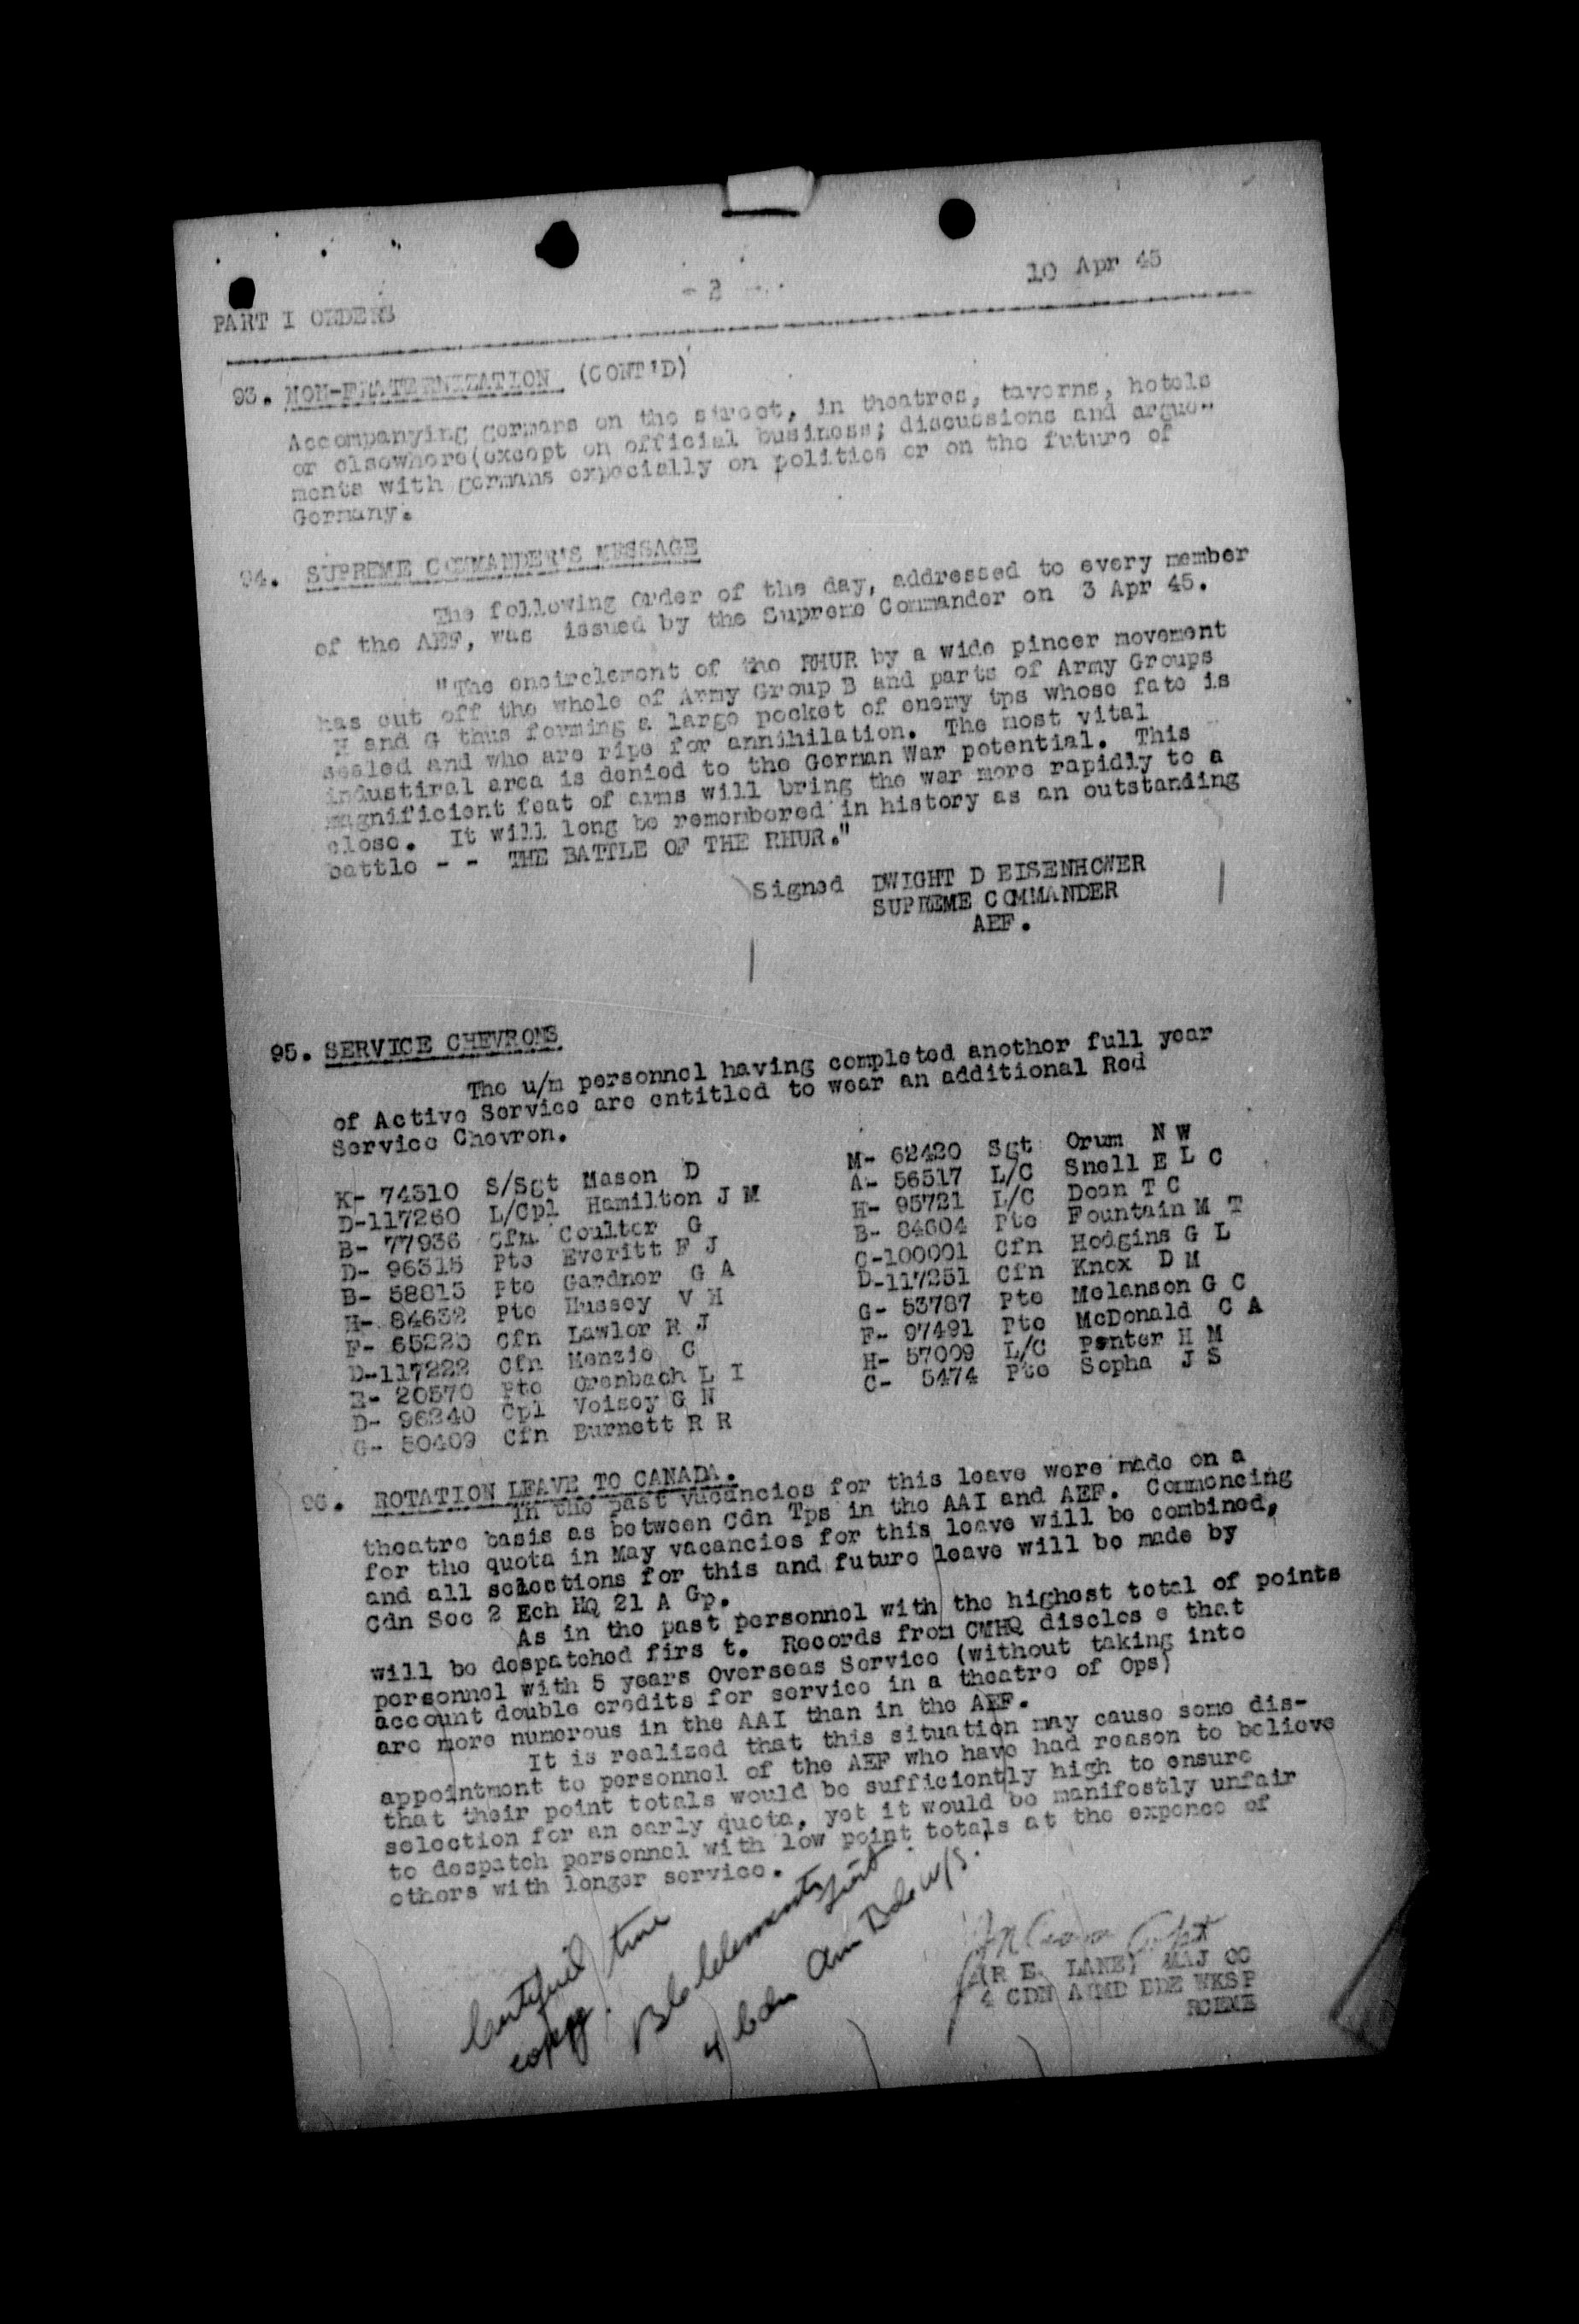 PART I ORDERS - 2 - 10 Apr 45
93. NON-FRATERNIZATION (CONT'D)
Accompanying germans on the street, in theatres, taverns, hotels
or elsewhere(except on official business; discussions and argue-
ments with germans expecially on politics or on the future of
Germany.
94. SUPREME COMMANDER'S MESSAGE
The following order of the day, addressed to every member
of the AEF, was issued by the Supreme Commander on 3 Apr 45.
"The encirclement of the RHUR by a wide pincer movement
has cut off the whole of Army Group B and parts of Army Groups
H and G thus forming a large pocket of enemy tps whose fate is
sealed and who are ripe for annihilation. The most vital
industiral area is denied to the German War potential. This
magnificient feat of arms will bring the war more rapidly to a
close. It will long be remembered in history as an outstanding
battle - - THE BATTLE OF THE RHUR."
Signed DWIGHT D EISENHOWER
SUPREME COMMANDER
AEF.
95. SERVICE CHEVRONS
The u/m personnel having completed another full year
of Active Service are entitled to wear an additional Red
Service Chevron.
K- 74310 S/Sgt Mason D M- 62420 Sgt Orum N W
D-117260 L/Cpl Hamilton J M A- 56517 L/C Snell E L C
B- 77936 Cfn Coulter G H- 95721 L/C Dean T C
D- 96315 Pte Everitt F J B- 84604 Pte Fountain M T
B- 58815 Pte Gardner G A C-100001 Cfn Hodgins G L
H- 84632 Pte Hussey V H D-117251 Cfn Knox D M
F- 65225 Cfn Lawlor R J G- 53787 Pte Melanson G C
D-117222 Cfn Menzie C F- 97491 Pte McDonald C A
E- 20570 Pte Orenbach L I H- 57009 L/C Penter H M
D- 96240 Cpl Voisey G N C- 5474 Pte Sopha J S
G- 50409 Cfn Burnett R R
96. ROTATION LEAVE TO CANADA.
In the past vacancies for this leave were made on a
theatre basis as between Cdn Tps in the AAI and AEF. Commencing
for the quota in May vacancies for this leave will be combined,
and all selections for this and future leave will be made by
Cdn Sec 2 Ech HQ 21 A Gp.
As in the past personnel with the highest total of points
will be despatched firs t. Records from CMHQ disclos e that
personnel with 5 years Overseas Service (without taking into
account double credits for service in a theatre of Ops)
are more numerous in the AAI than in the AEF.
It is realized that this situation may cause some dis-
appointment to personnel of the AEF who have had reason to believe
that their point totals would be sufficiently high to ensure
selection for an early quota, yet it would be manifestly unfair
to despatch personnel with low point totals at the expence of
others with longer service.
Certified true
copy.
B C Clements Lieut
4 Cdn Arm Bde W/S.
(R E LANE) MAJ OC
4 CDN ARMD BDE WKSP
RCEME